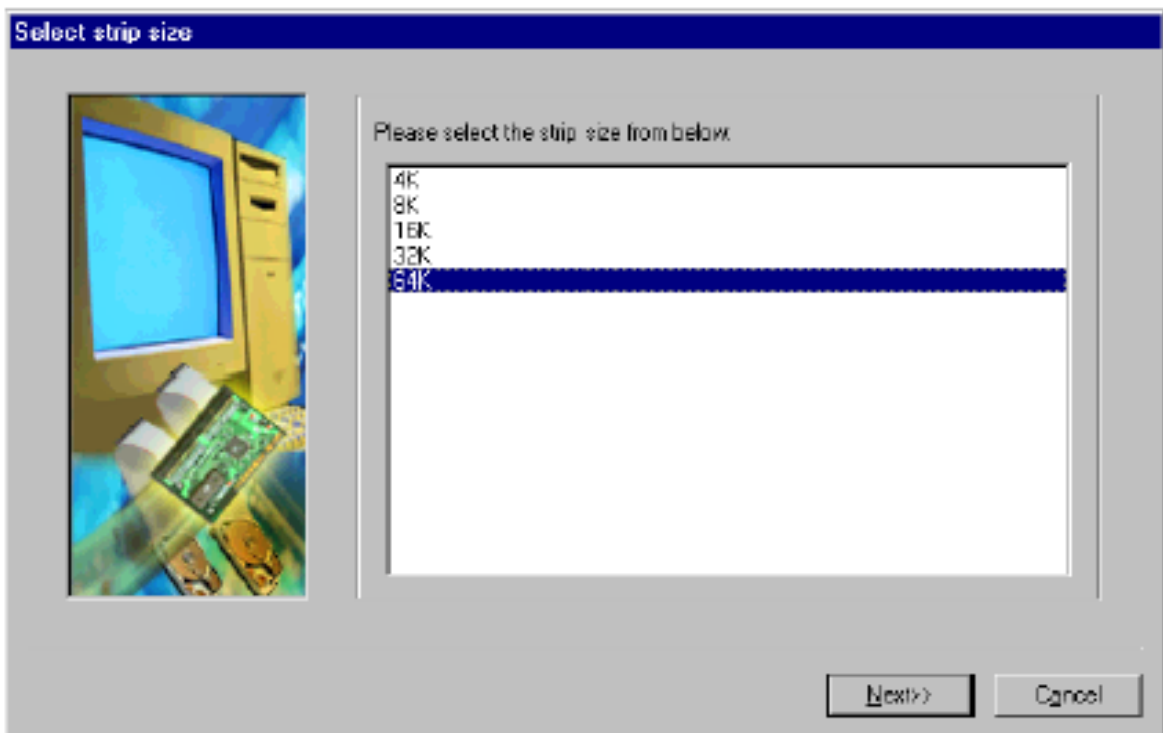 Select strip size
Please select the strip size from below:
4K
8K
16K
32K
64K
Next>>
Cancel